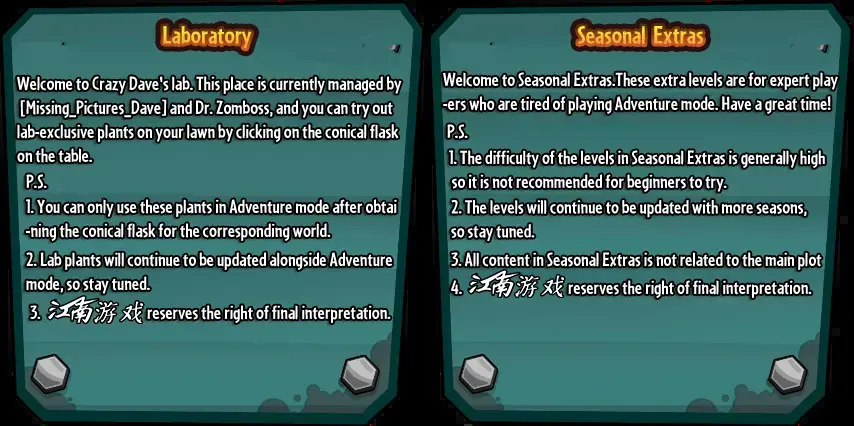 Laboratory
Welcome to Crazy Dave's lab. This place is currently managed by
[Missing_Pictures_Dave] and Dr. Zomboss, and you can try out
lab-exclusive plants on your lawn by clicking on the conical flask
on the table.
P.S.
1. You can only use these plants in Adventure mode after obtai
-ning the conical flask for the corresponding world.
2. Lab plants will continue to be updated alongside Adventure
mode, so stay tuned.
3. 江南游戏 reserves the right of final interpretation.
Seasonal Extras
Welcome to Seasonal Extras.These extra levels are for expert play
-ers who are tired of playing Adventure mode. Have a great time!
P.S.
1. The difficulty of the levels in Seasonal Extras is generally high
so it is not recommended for beginners to try.
2. The levels will continue to be updated with more seasons,
so stay tuned.
3. All content in Seasonal Extras is not related to the main plot
4. 江南游戏 reserves the right of final interpretation.